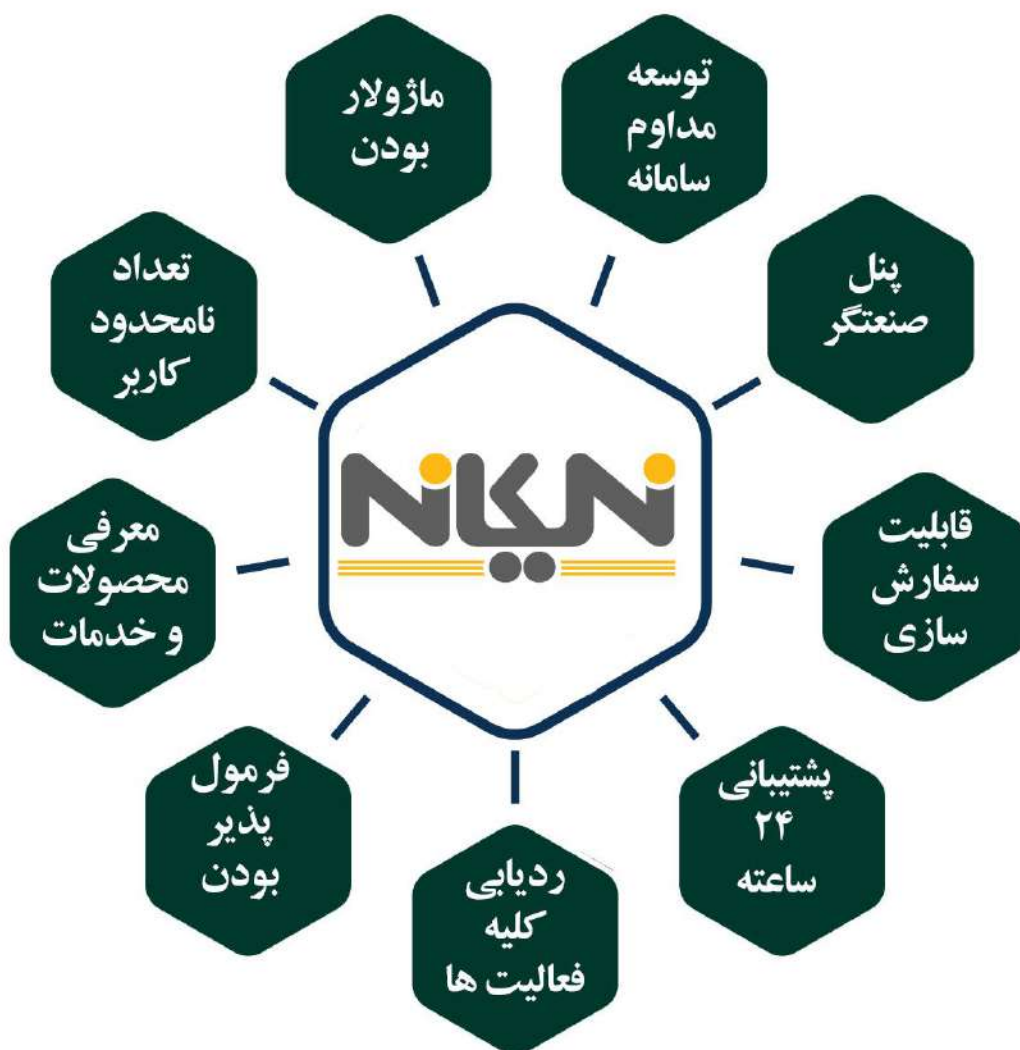 توسعه
مداوم
سامانه
ماژولار
بودن
پنل
صنعتگر
تعداد
نامحدود
کاربر
نیکان
قابلیت
سفارش
سازی
معرفی
محصولات
و خدمات
پشتیبانی
۲۴
ساعته
فرمول
پذیر
بودن
ردیابی
کلیه
فعالیت ها